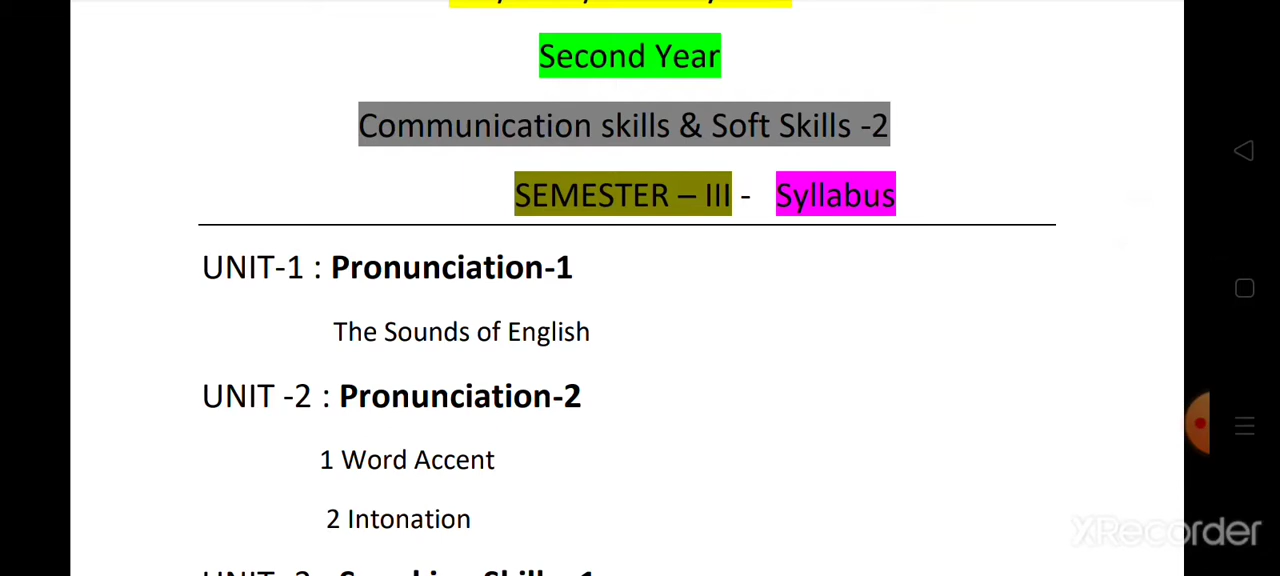 Second Year
Communication skills & Soft Skills -2
SEMESTER – III - Syllabus
UNIT-1 : Pronunciation-1
The Sounds of English
UNIT -2 : Pronunciation-2
1 Word Accent
2 Intonation
XRecorder